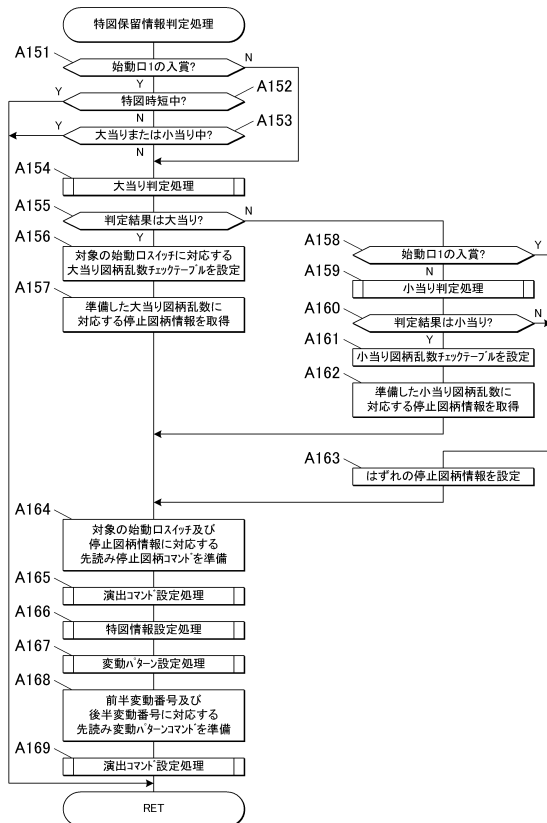 特図保留情報判定処理
A151
始動口1の入賞?
N
Y
A152
Y
特図時短中?
N
A153
Y
大当りまたは小当り中?
N
A154
大当り判定処理
A155
判定結果は大当り?
N
Y
A156
対象の始動口スイッチに対応する
大当り図柄乱数チェックテーブルを設定
A157
準備した大当り図柄乱数に
対応する停止図柄情報を取得
A158
始動口1の入賞?
Y
N
A159
小当り判定処理
A160
判定結果は小当り?
N
Y
A161
小当り図柄乱数チェックテーブルを設定
A162
準備した小当り図柄乱数に
対応する停止図柄情報を取得
A163
はずれの停止図柄情報を設定
A164
対象の始動口スイッチ及び
停止図柄情報に対応する
先読み停止図柄コマンドを準備
A165
演出コマンド設定処理
A166
特図情報設定処理
A167
変動パターン設定処理
A168
前半変動番号及び
後半変動番号に対応する
先読み変動パターンコマンドを準備
A169
演出コマンド設定処理
RET